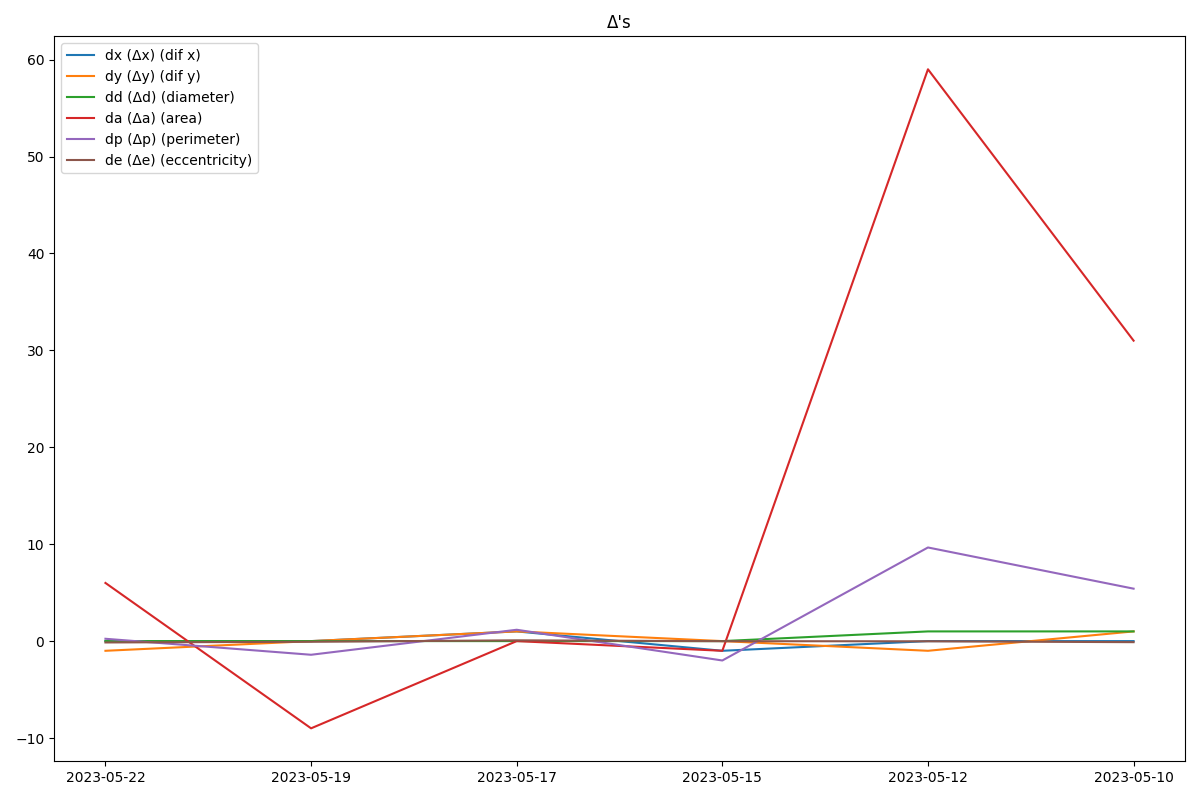 Δ's
dx (Δx) (dif x)
dy (Δy) (dif y)
dd (Δd) (diameter)
da (Δa) (area)
dp (Δp) (perimeter)
de (Δe) (eccentricity)
60
50
40
30
20
10
0
−10
2023-05-22 2023-05-19 2023-05-17 2023-05-15 2023-05-12 2023-05-10